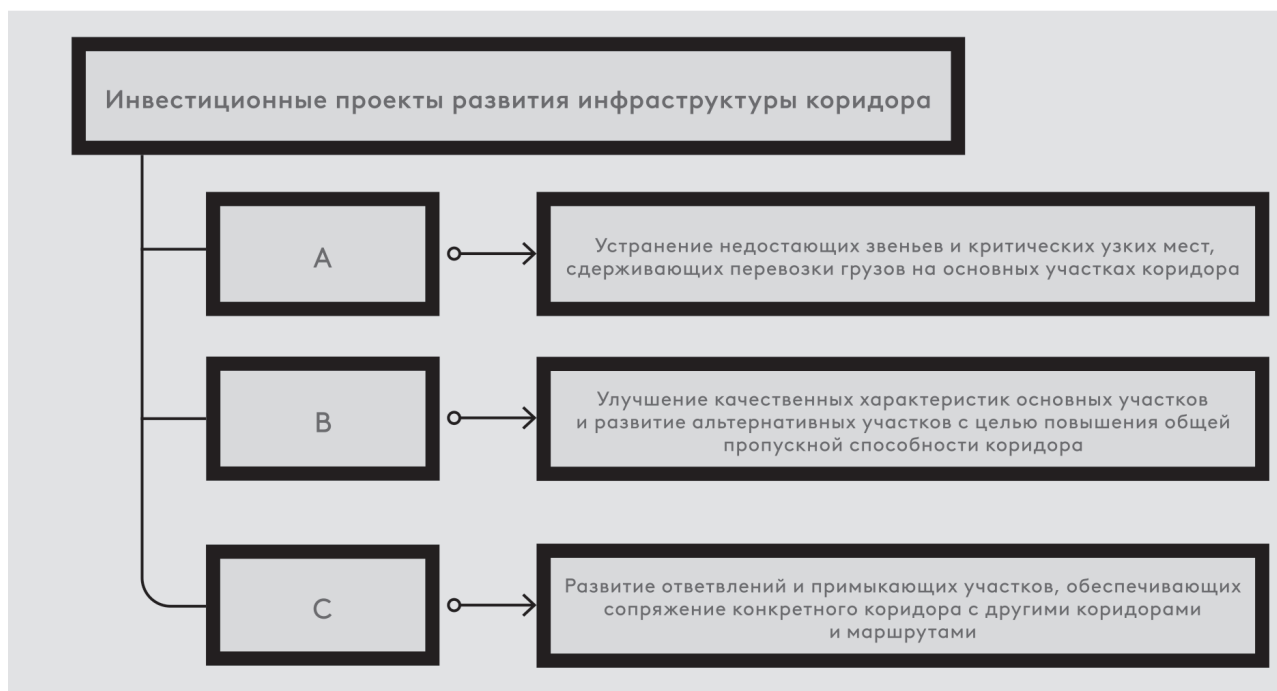 Инвестиционные проекты развития инфраструктуры коридора
A
Устранение недостающих звеньев и критических узких мест,
сдерживающих перевозки грузов на основных участках коридора
B
Улучшение качественных характеристик основных участков
и развитие альтернативных участков с целью повышения общей
пропускной способности коридора
C
Развитие ответвлений и примыкающих участков, обеспечивающих
сопряжение конкретного коридора с другими коридорами
и маршрутами